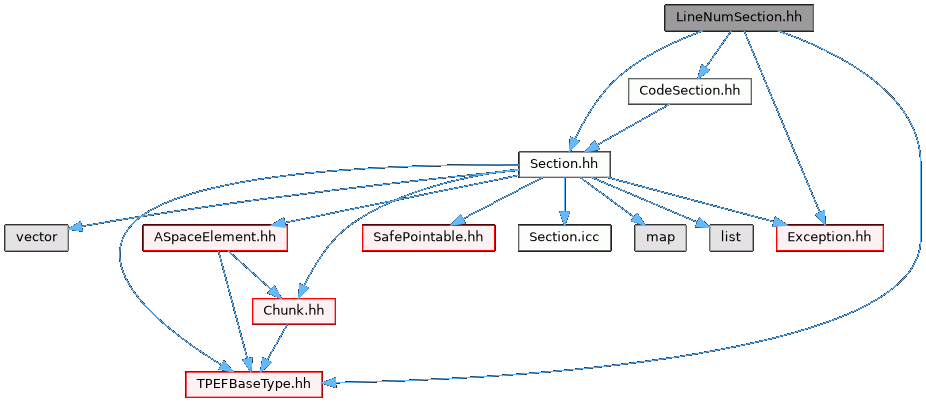 LineNumSection.hh
CodeSection.hh
Section.hh
vector
ASpaceElement.hh
SafePointable.hh
Section.icc
map
list
Exception.hh
Chunk.hh
TPEFBaseType.hh